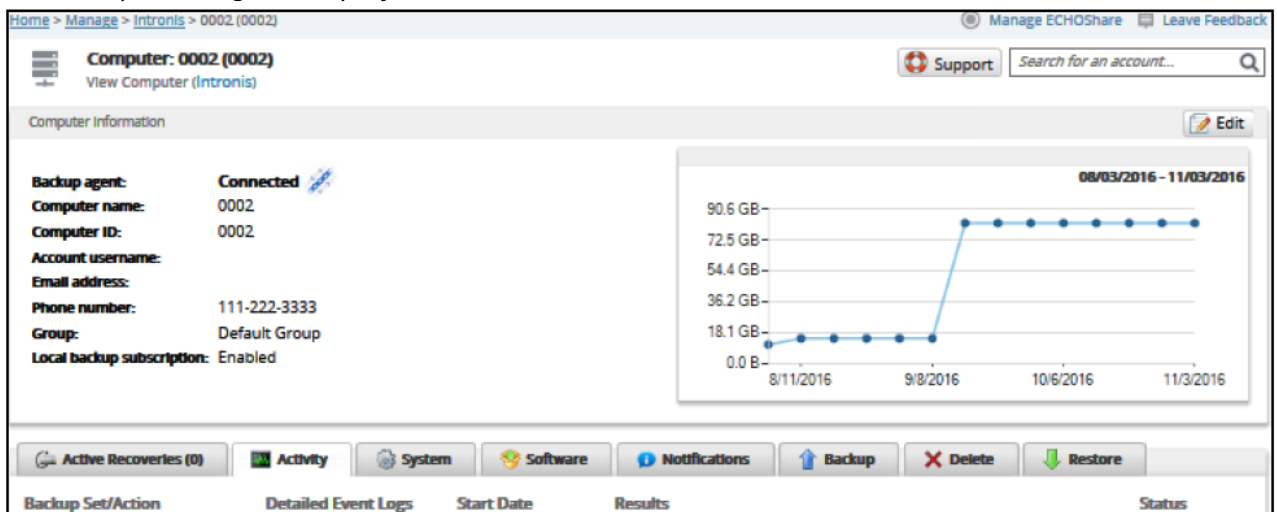 Home > Manage > Intronis > 0002 (0002)
Manage ECHOShare
Leave Feedback
Computer: 0002 (0002)
View Computer (Intronis)
Support
Search for an account...
Computer Information
Edit
Backup agent: Connected
Computer name: 0002
Computer ID: 0002
Account username:
Email address:
Phone number: 111-222-3333
Group: Default Group
Local backup subscription: Enabled
08/03/2016 - 11/03/2016
90.6 GB
72.5 GB
54.4 GB
36.2 GB
18.1 GB
0.0 B
8/11/2016 9/8/2016 10/6/2016 11/3/2016
Active Recoveries (0) Activity System Software Notifications Backup Delete Restore
Backup Set/Action Detailed Event Logs Start Date Results Status